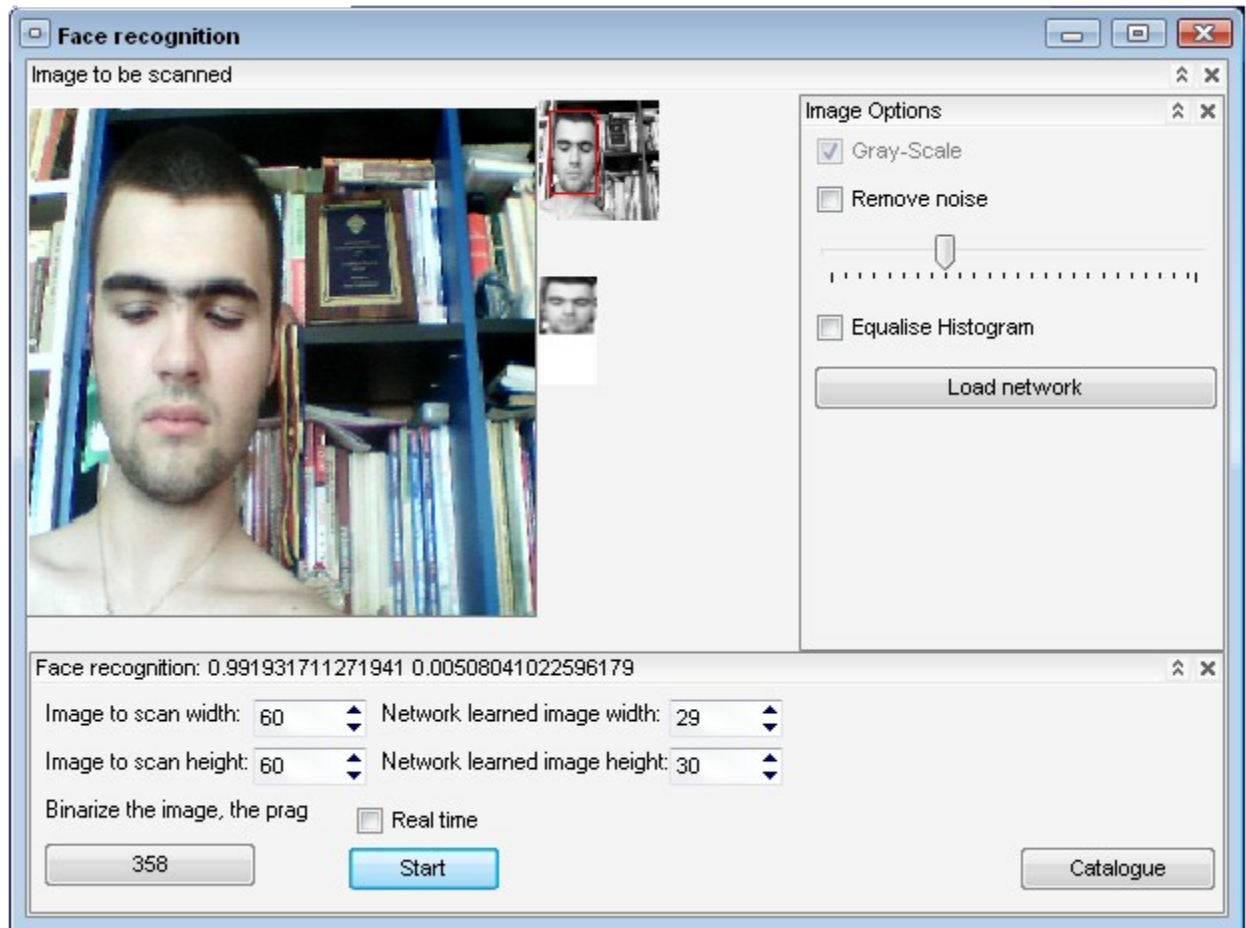 Face recognition
Image to be scanned
Image Options
Gray-Scale
Remove noise
Equalise Histogram
Load network
Face recognition: 0.991931711271941 0.00508041022596179
Image to scan width: 60 Network learned image width: 29
Image to scan height: 60 Network learned image height: 30
Binarize the image, the prag
Real time
358
Start
Catalogue